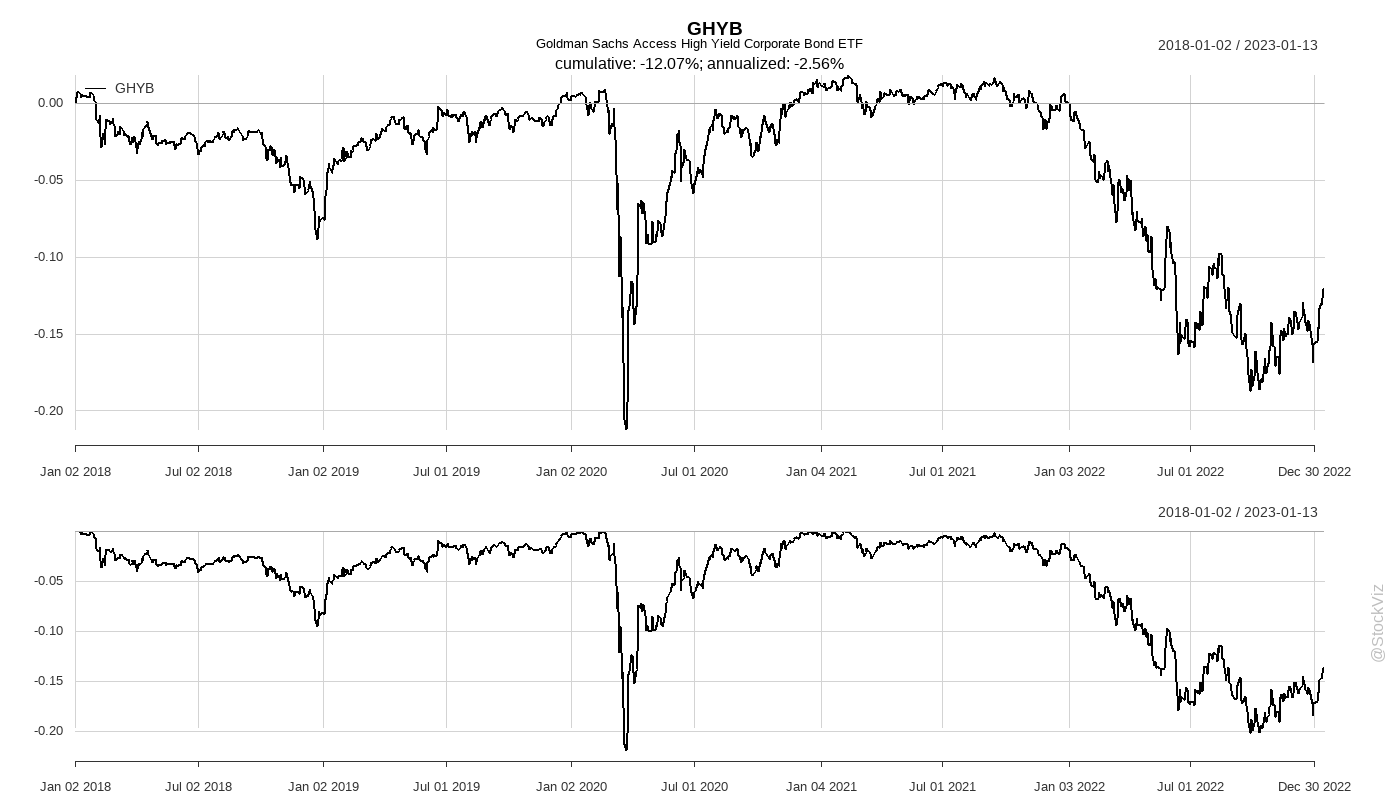 GHYB
Goldman Sachs Access High Yield Corporate Bond ETF
cumulative: -12.07%; annualized: -2.56%
2018-01-02 / 2023-01-13
GHYB
0.00
-0.05
-0.10
-0.15
-0.20
Jan 02 2018 Jul 02 2018 Jan 02 2019 Jul 01 2019 Jan 02 2020 Jul 01 2020 Jan 04 2021 Jul 01 2021 Jan 03 2022 Jul 01 2022 Dec 30 2022
2018-01-02 / 2023-01-13
-0.05
-0.10
-0.15
-0.20
Jan 02 2018 Jul 02 2018 Jan 02 2019 Jul 01 2019 Jan 02 2020 Jul 01 2020 Jan 04 2021 Jul 01 2021 Jan 03 2022 Jul 01 2022 Dec 30 2022
@StockViz